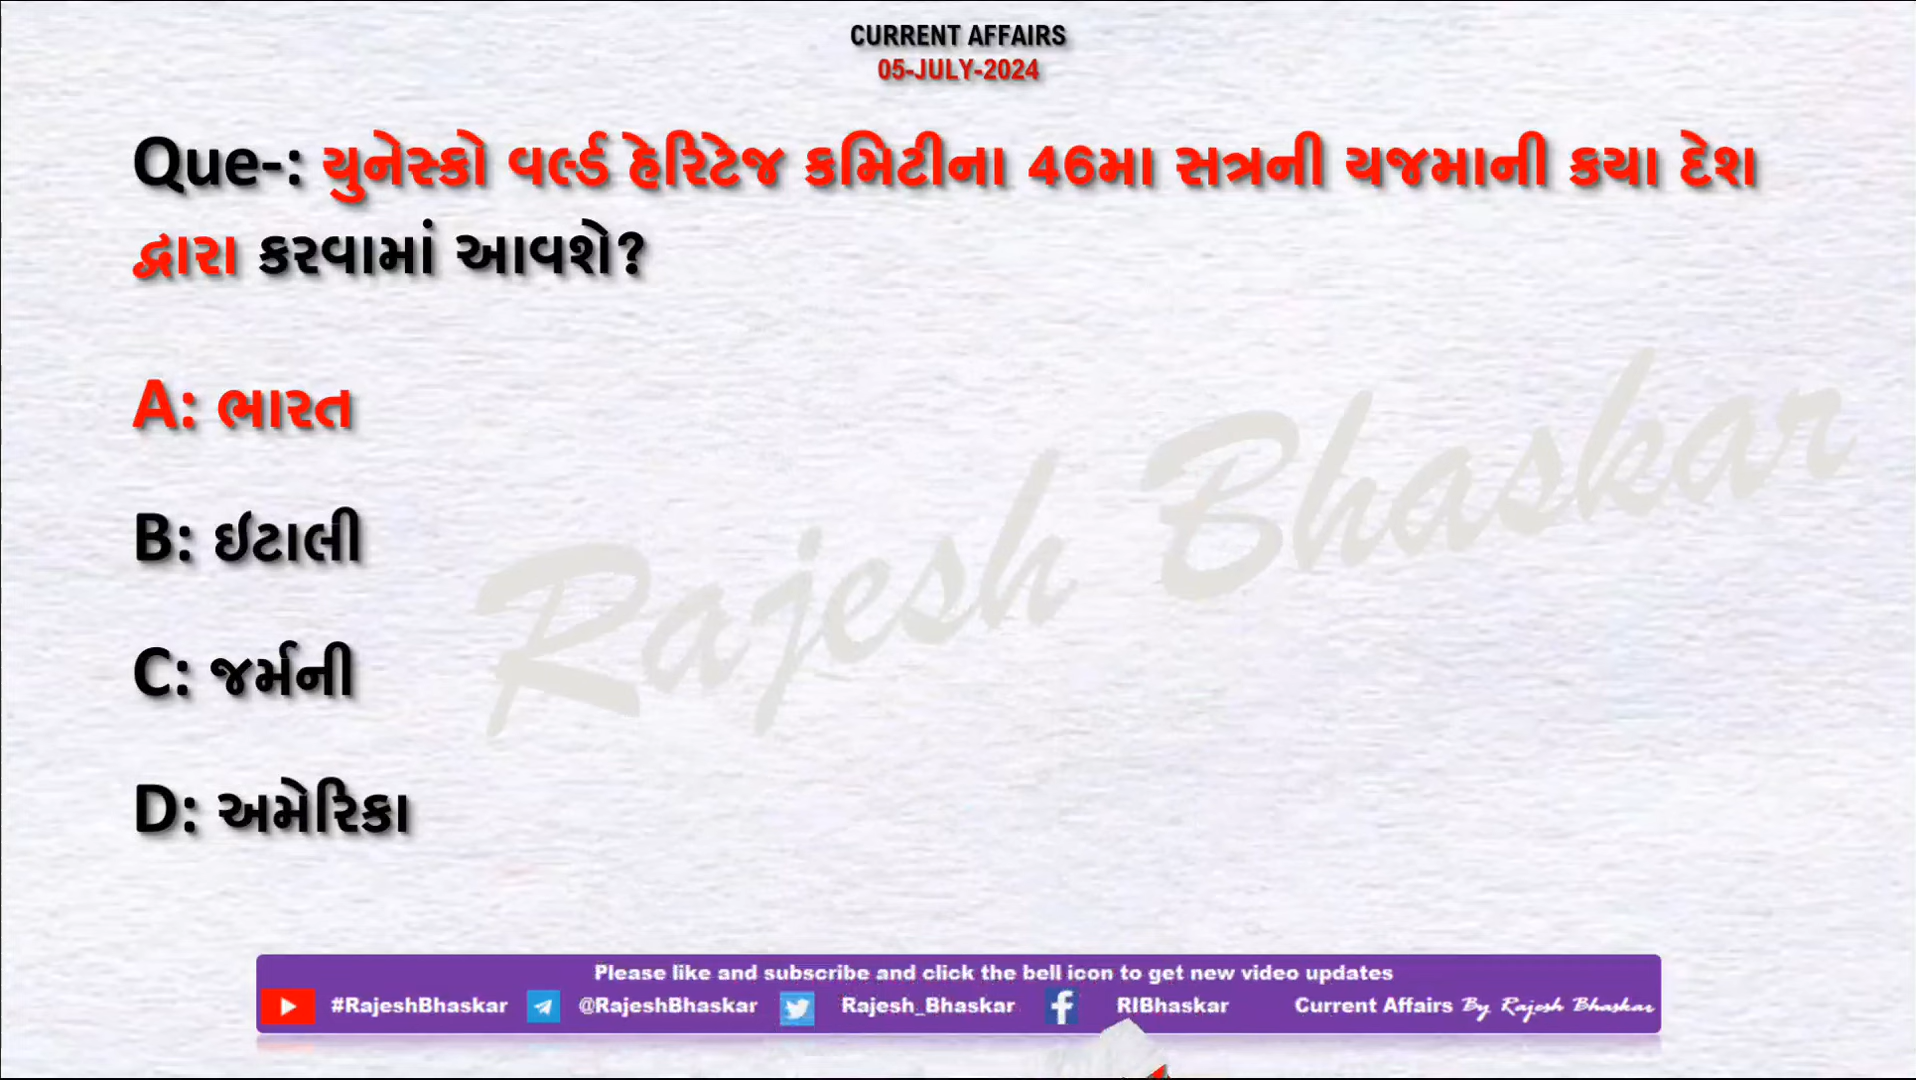 CURRENT AFFAIRS
05-JULY-2024
Que-: યુનેસ્કો વર્લ્ડ હેરિટેજ કમિટીના 46મા સત્રની યજમાની કયા દેશ
દ્વારા કરવામાં આવશે?
A: ભારત
B: ઇટાલી
C: જર્મની
D: અમેરિકા
Rajesh Bhaskar
Please like and subscribe and click the bell icon to get new video updates
#RajeshBhaskar @RajeshBhaskar Rajesh_Bhaskar RIBhaskar Current Affairs By Rajesh Bhaskar